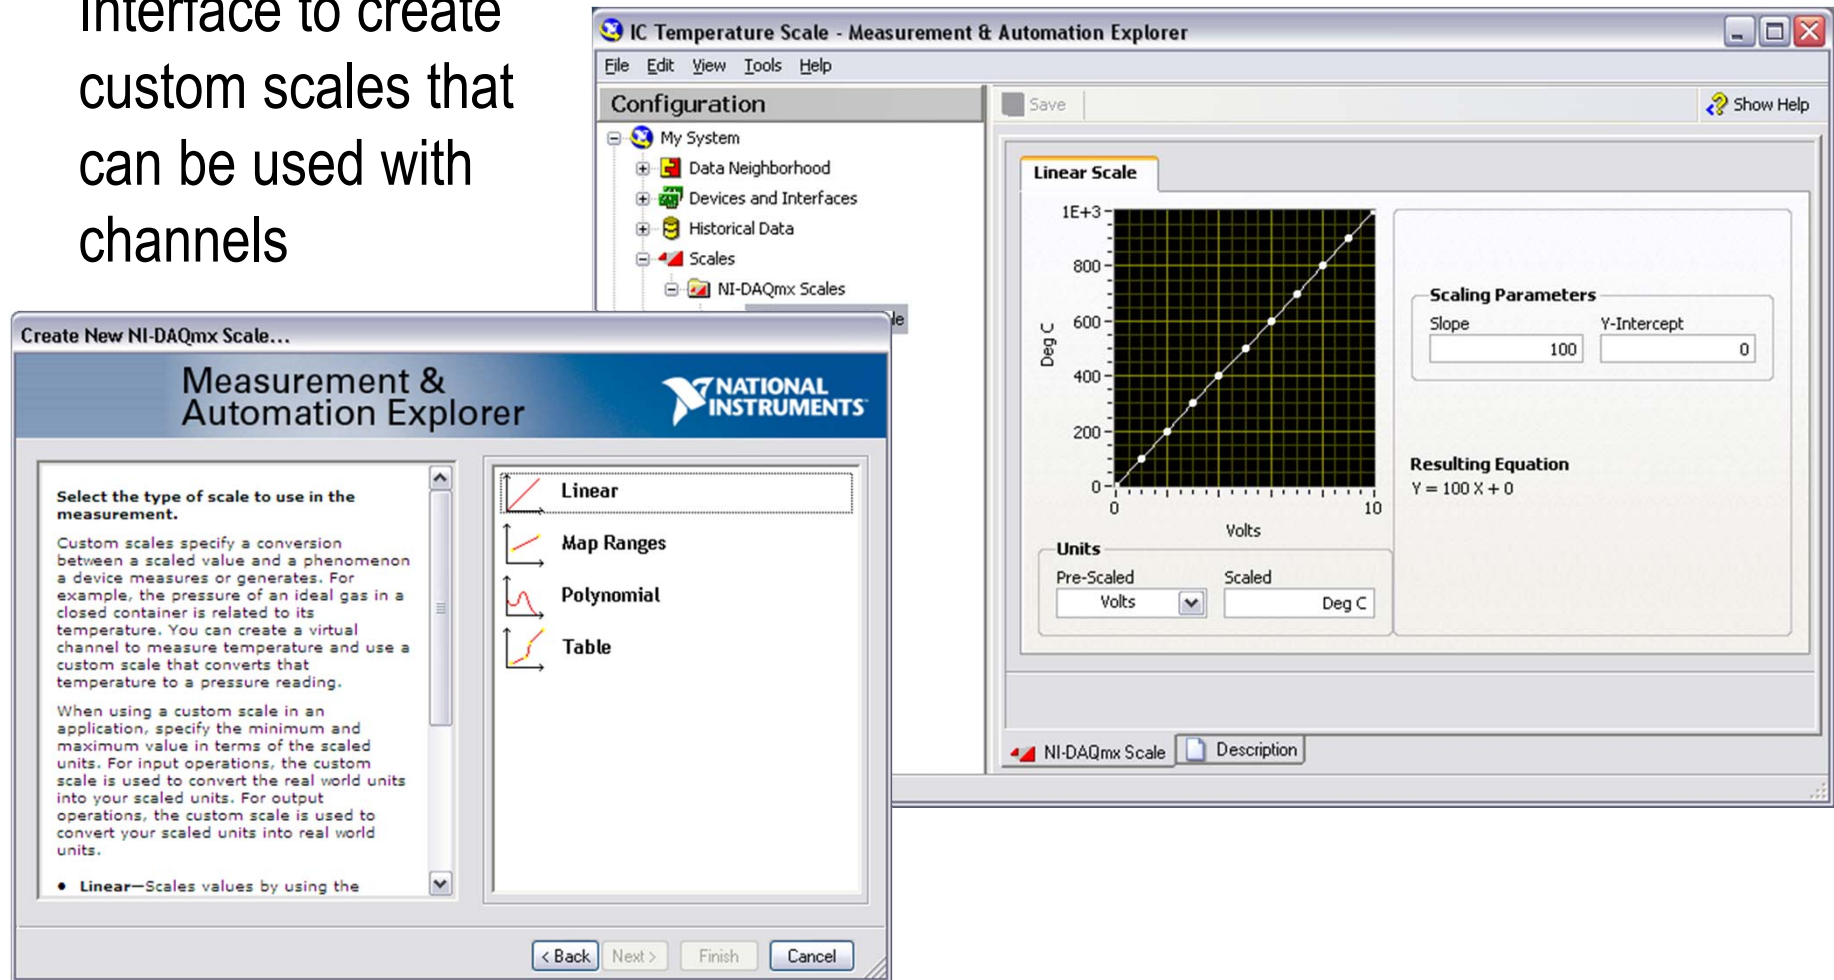 Interface to create
custom scales that
can be used with
channels
IC Temperature Scale - Measurement & Automation Explorer
File Edit View Tools Help
Configuration
My System
Data Neighborhood
Devices and Interfaces
Historical Data
Scales
NI-DAQmx Scales
Save
Show Help
Linear Scale
1E+3
800
600
400
200
0
Deg C
0
10
Volts
Scaling Parameters
Slope
Y-Intercept
100
0
Resulting Equation
Y = 100 X + 0
Units
Pre-Scaled
Scaled
Volts
Deg C
NI-DAQmx Scale
Description
Create New NI-DAQmx Scale...
Measurement &
Automation Explorer
NATIONAL
INSTRUMENTS
Select the type of scale to use in the
measurement.
Custom scales specify a conversion
between a scaled value and a phenomenon
a device measures or generates. For
example, the pressure of an ideal gas in a
closed container is related to its
temperature. You can create a virtual
channel to measure temperature and use a
custom scale that converts that
temperature to a pressure reading.
When using a custom scale in an
application, specify the minimum and
maximum value in terms of the scaled
units. For input operations, the custom
scale is used to convert the real world units
into your scaled units. For output
operations, the custom scale is used to
convert your scaled units into real world
units.
• Linear—Scales values by using the
Linear
Map Ranges
Polynomial
Table
< Back
Next >
Finish
Cancel